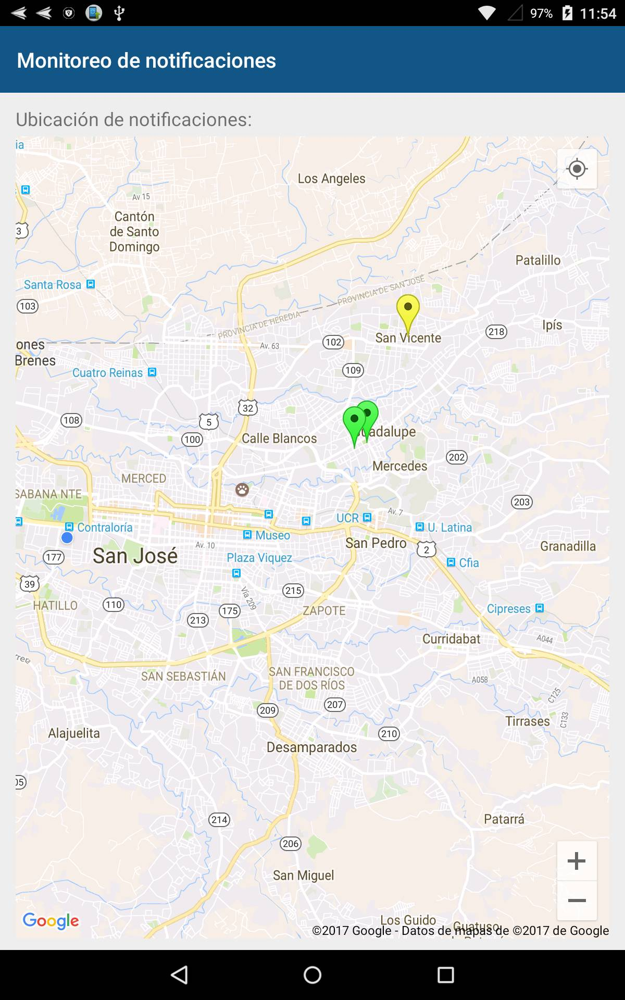 97% 11:54
Monitoreo de notificaciones
Ubicación de notificaciones:
ia
Los Angeles
Av 15
Cantón
de Santo
Domingo
3
Patalillo
Santa Rosa
PROVINCIA DE SAN JOSÉ
103
PROVINCIA DE HEREDIA
Ipís
218
San Vicente
102
ones
Brenes
Av. 63
109
Cuatro Reinas
32
108
5
Guadalupe
100
Calle Blancos
202
Mercedes
MERCED
SABANA NTE
203
Av. 7
UCR
Contraloría
U. Latina
Museo
San Pedro
Av. 10
Granadilla
2
177
San José
Plaza Viquez
Cfia
39
215
Vía 209
HATILLO
110
175
ZAPOTE
Cipreses
213
Curridabat
A044
rrera
SAN SEBASTIÁN
SAN FRANCISCO
DE DOS RÍOS
A058
C125
207
209
Tirrases
C133
Alajuelita
210
Desamparados
05
214
Patarrá
206
San Miguel
Los Guido
Guatuso
Google
©2017 Google - Datos de mapas de ©2017 de Google